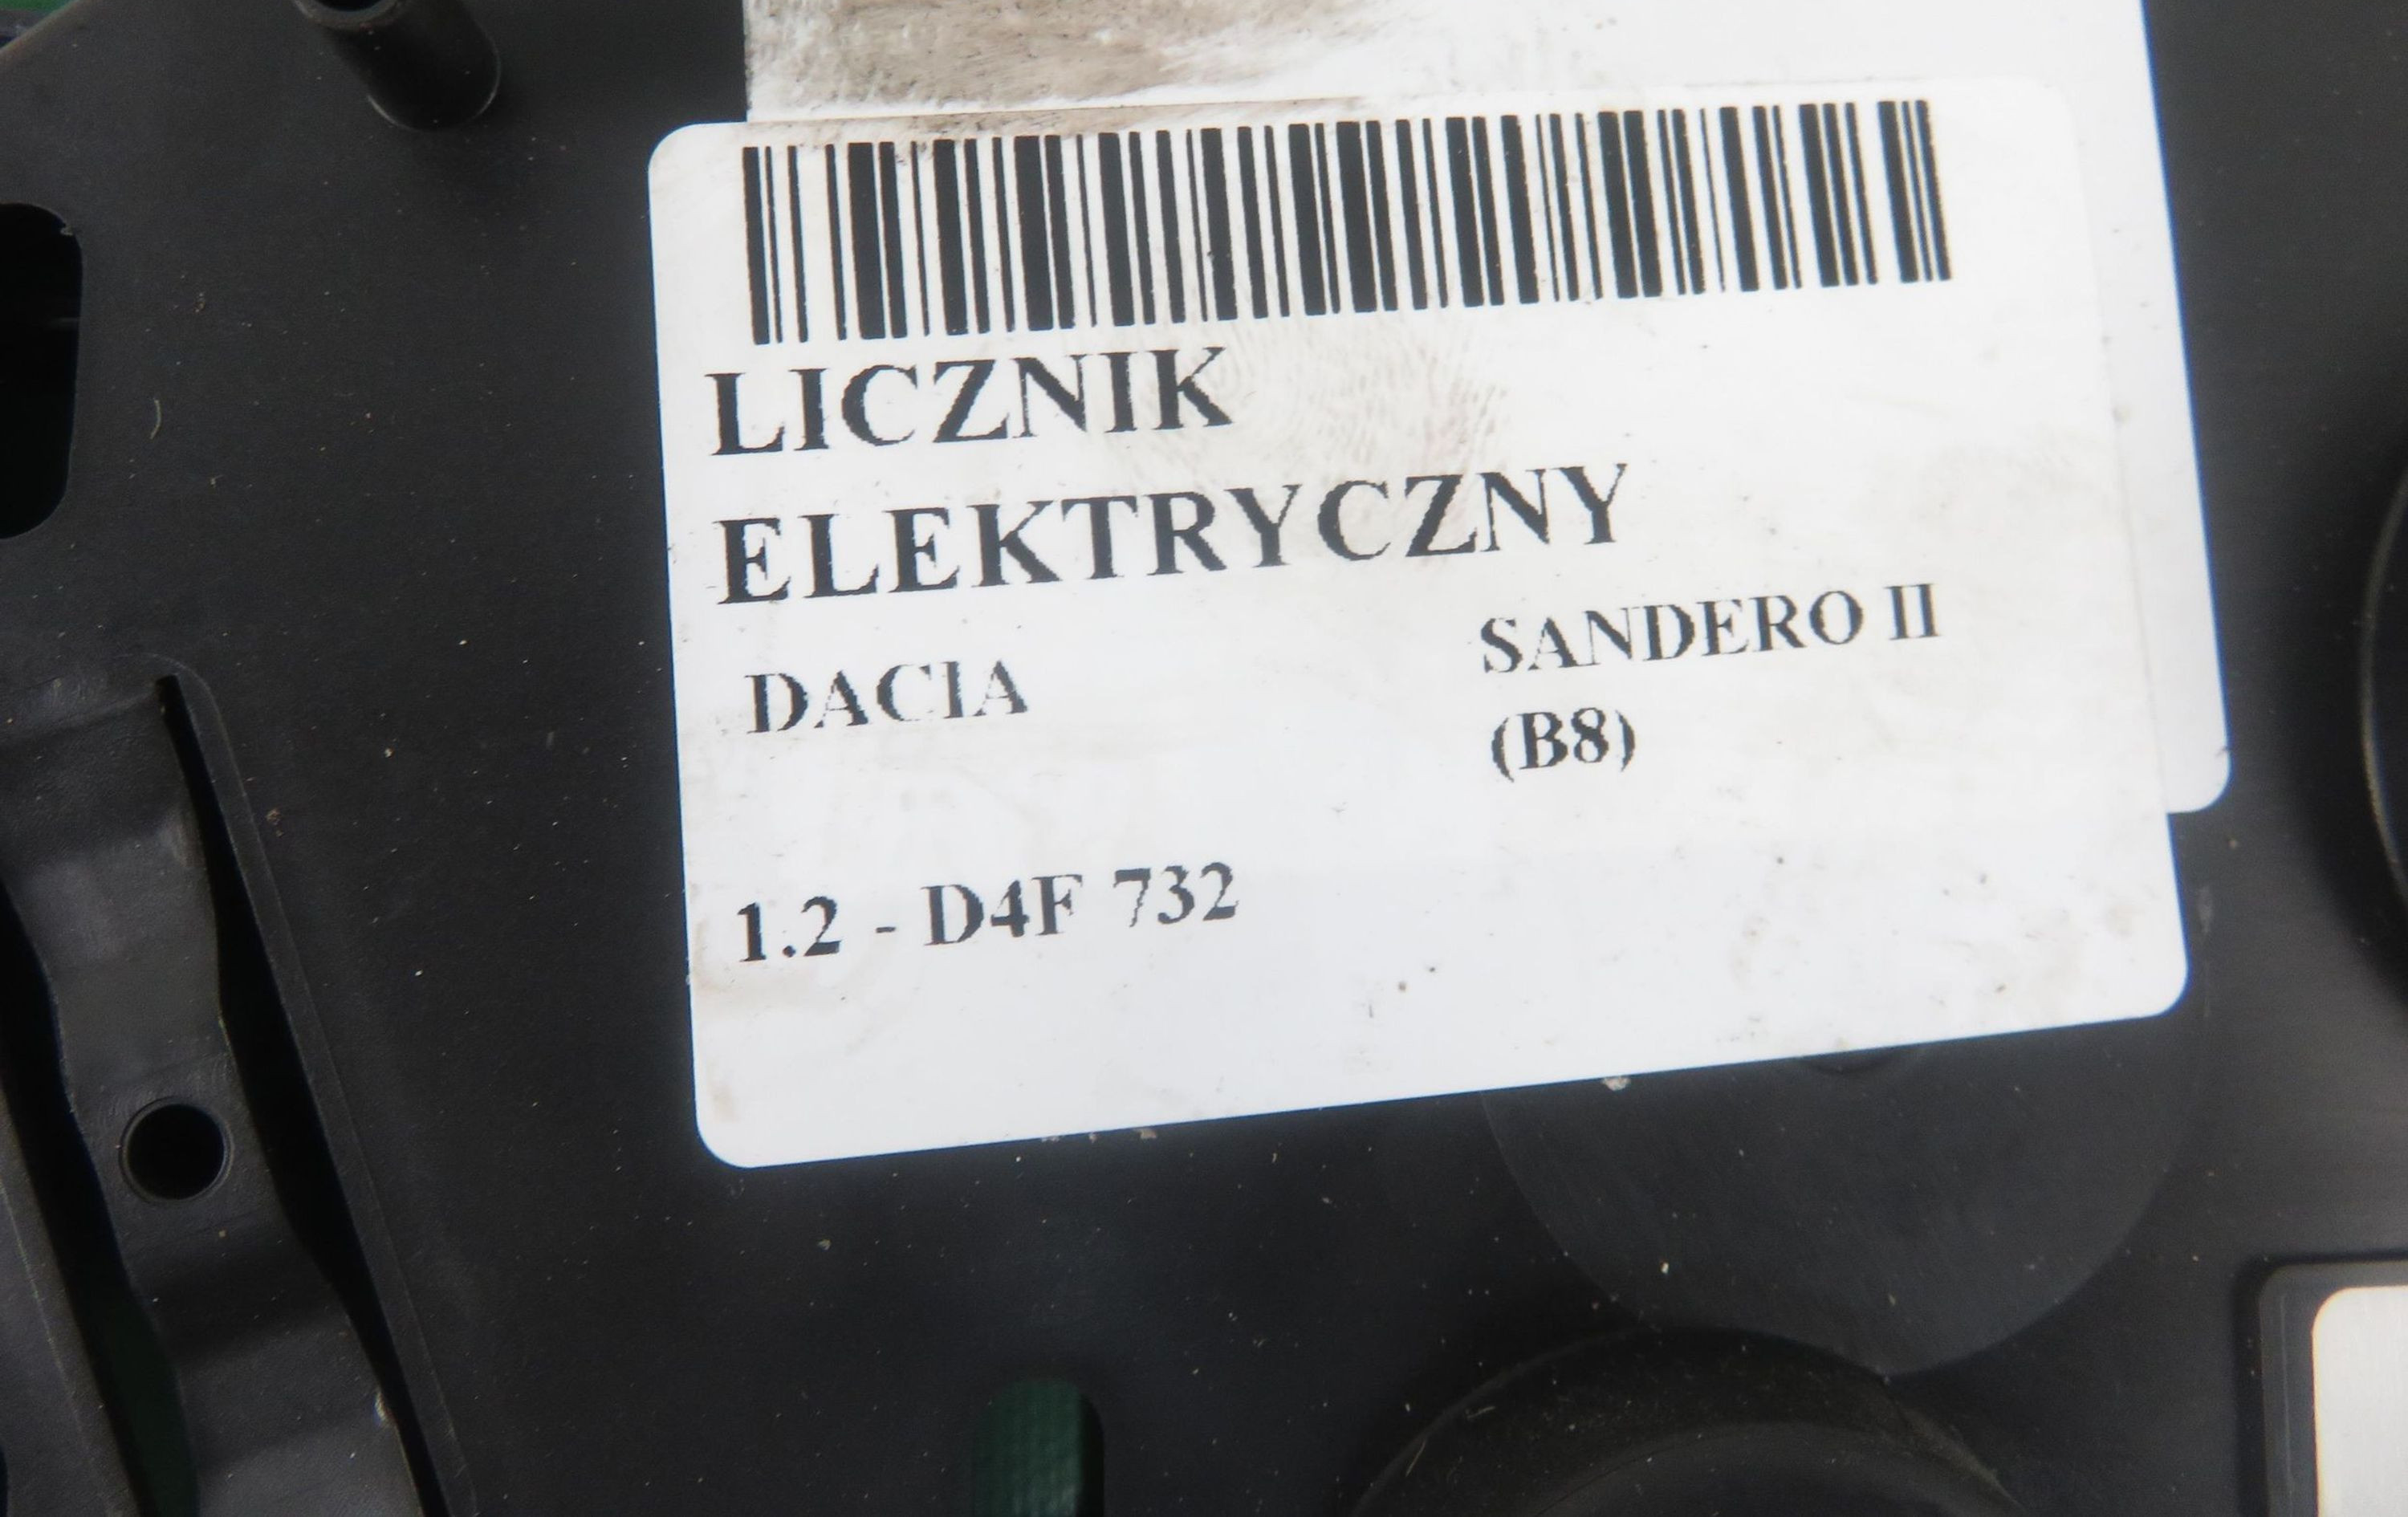 LICZNIK
ELEKTRYCZNY
DACIA SANDERO II
(B8)
1.2 - D4F 732